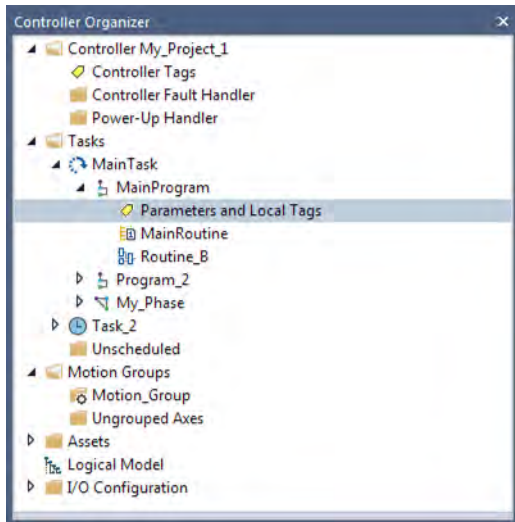 Controller Organizer
Controller My_Project_1
Controller Tags
Controller Fault Handler
Power-Up Handler
Tasks
MainTask
MainProgram
Parameters and Local Tags
MainRoutine
Routine_B
Program_2
My_Phase
Task_2
Unscheduled
Motion Groups
Motion_Group
Ungrouped Axes
Assets
Logical Model
I/O Configuration